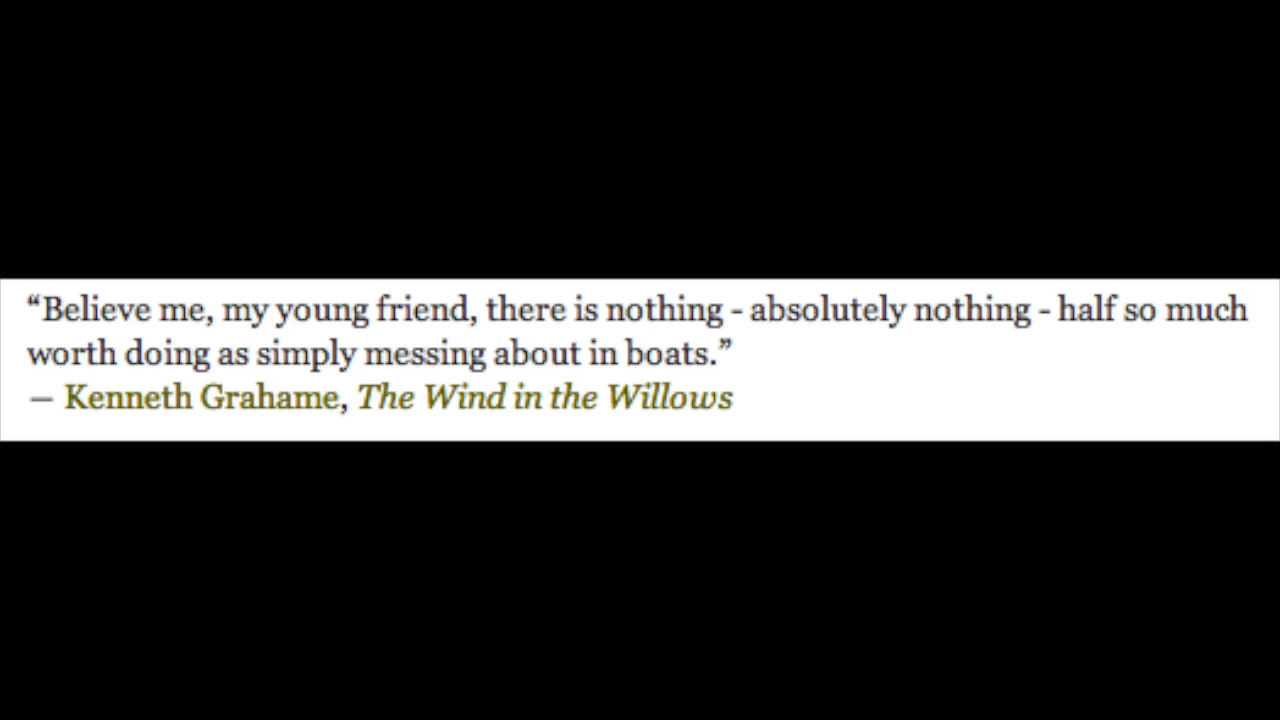 “Believe me, my young friend, there is nothing - absolutely nothing - half so much
worth doing as simply messing about in boats.”
― Kenneth Grahame, The Wind in the Willows